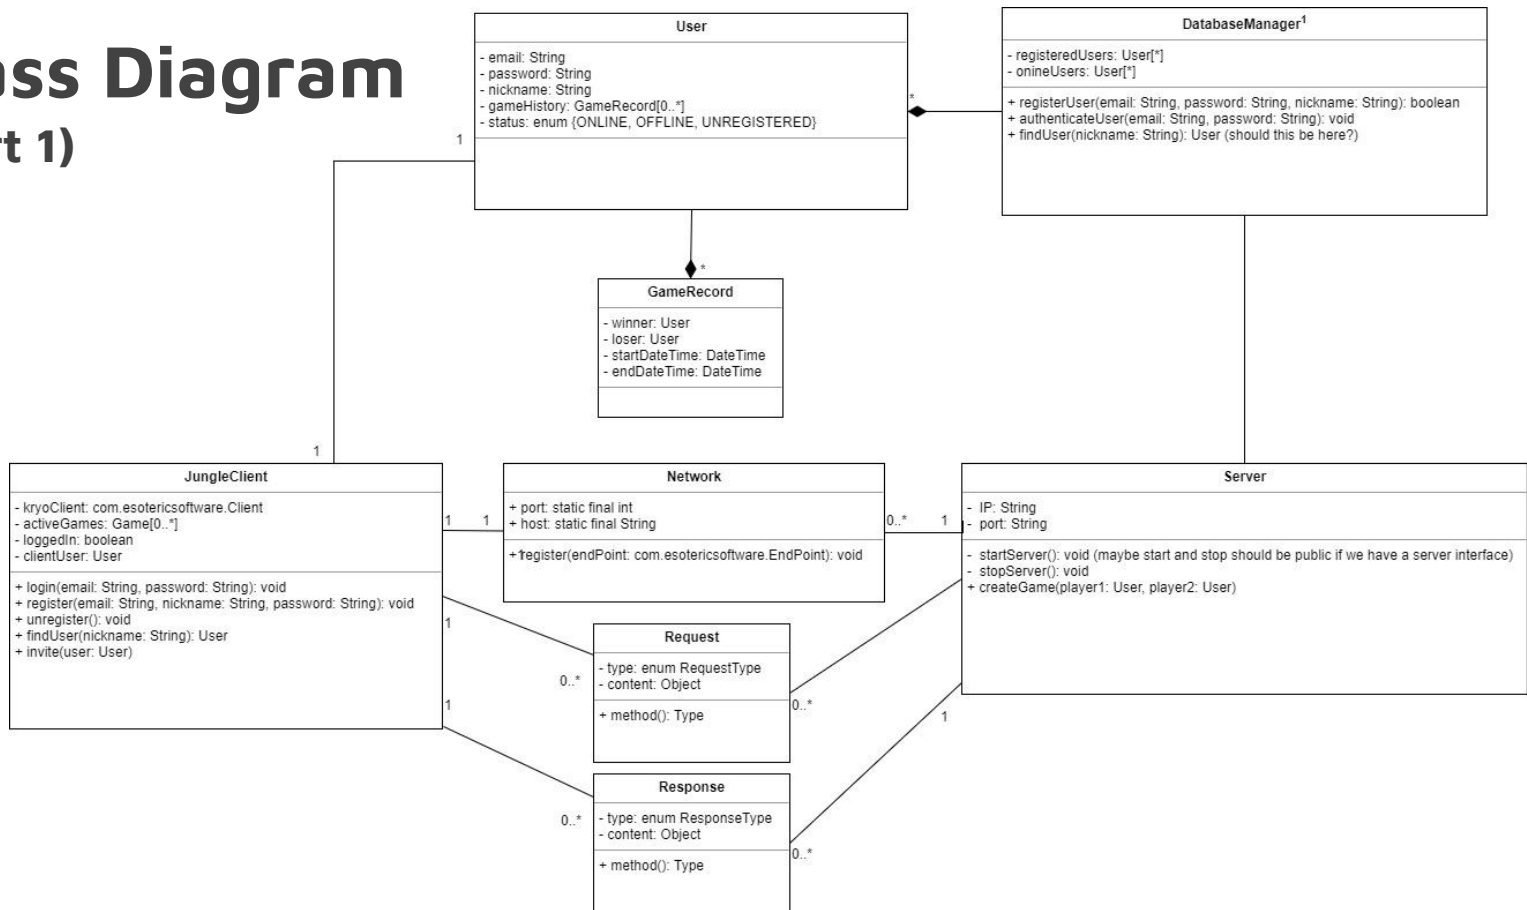 ass Diagram
rt 1)
User
- email: String
- password: String
- nickname: String
- gameHistory: GameRecord[0..*]
- status: enum {ONLINE, OFFLINE, UNREGISTERED}
DatabaseManager¹
- registeredUsers: User[*]
- onineUsers: User[*]
+ registerUser(email: String, password: String, nickname: String): boolean
+ authenticateUser(email: String, password: String): void
+ findUser(nickname: String): User (should this be here?)
*
1
*
GameRecord
- winner: User
- loser: User
- startDateTime: DateTime
- endDateTime: DateTime
1
JungleClient
- kryoClient: com.esotericsoftware.Client
- activeGames: Game[0..*]
- loggedIn: boolean
- clientUser: User
+ login(email: String, password: String): void
+ register(email: String, nickname: String, password: String): void
+ unregister(): void
+ findUser(nickname: String): User
+ invite(user: User)
1
1
Network
+ port: static final int
+ host: static final String
+ register(endPoint: com.esotericsoftware.EndPoint): void
1
0..*
1
Server
- IP: String
- port: String
- startServer(): void (maybe start and stop should be public if we have a server interface)
- stopServer(): void
+ createGame(player1: User, player2: User)
1
0..*
Request
- type: enum RequestType
- content: Object
+ method(): Type
0..*
1
0..*
Response
- type: enum ResponseType
- content: Object
+ method(): Type
0..*
1